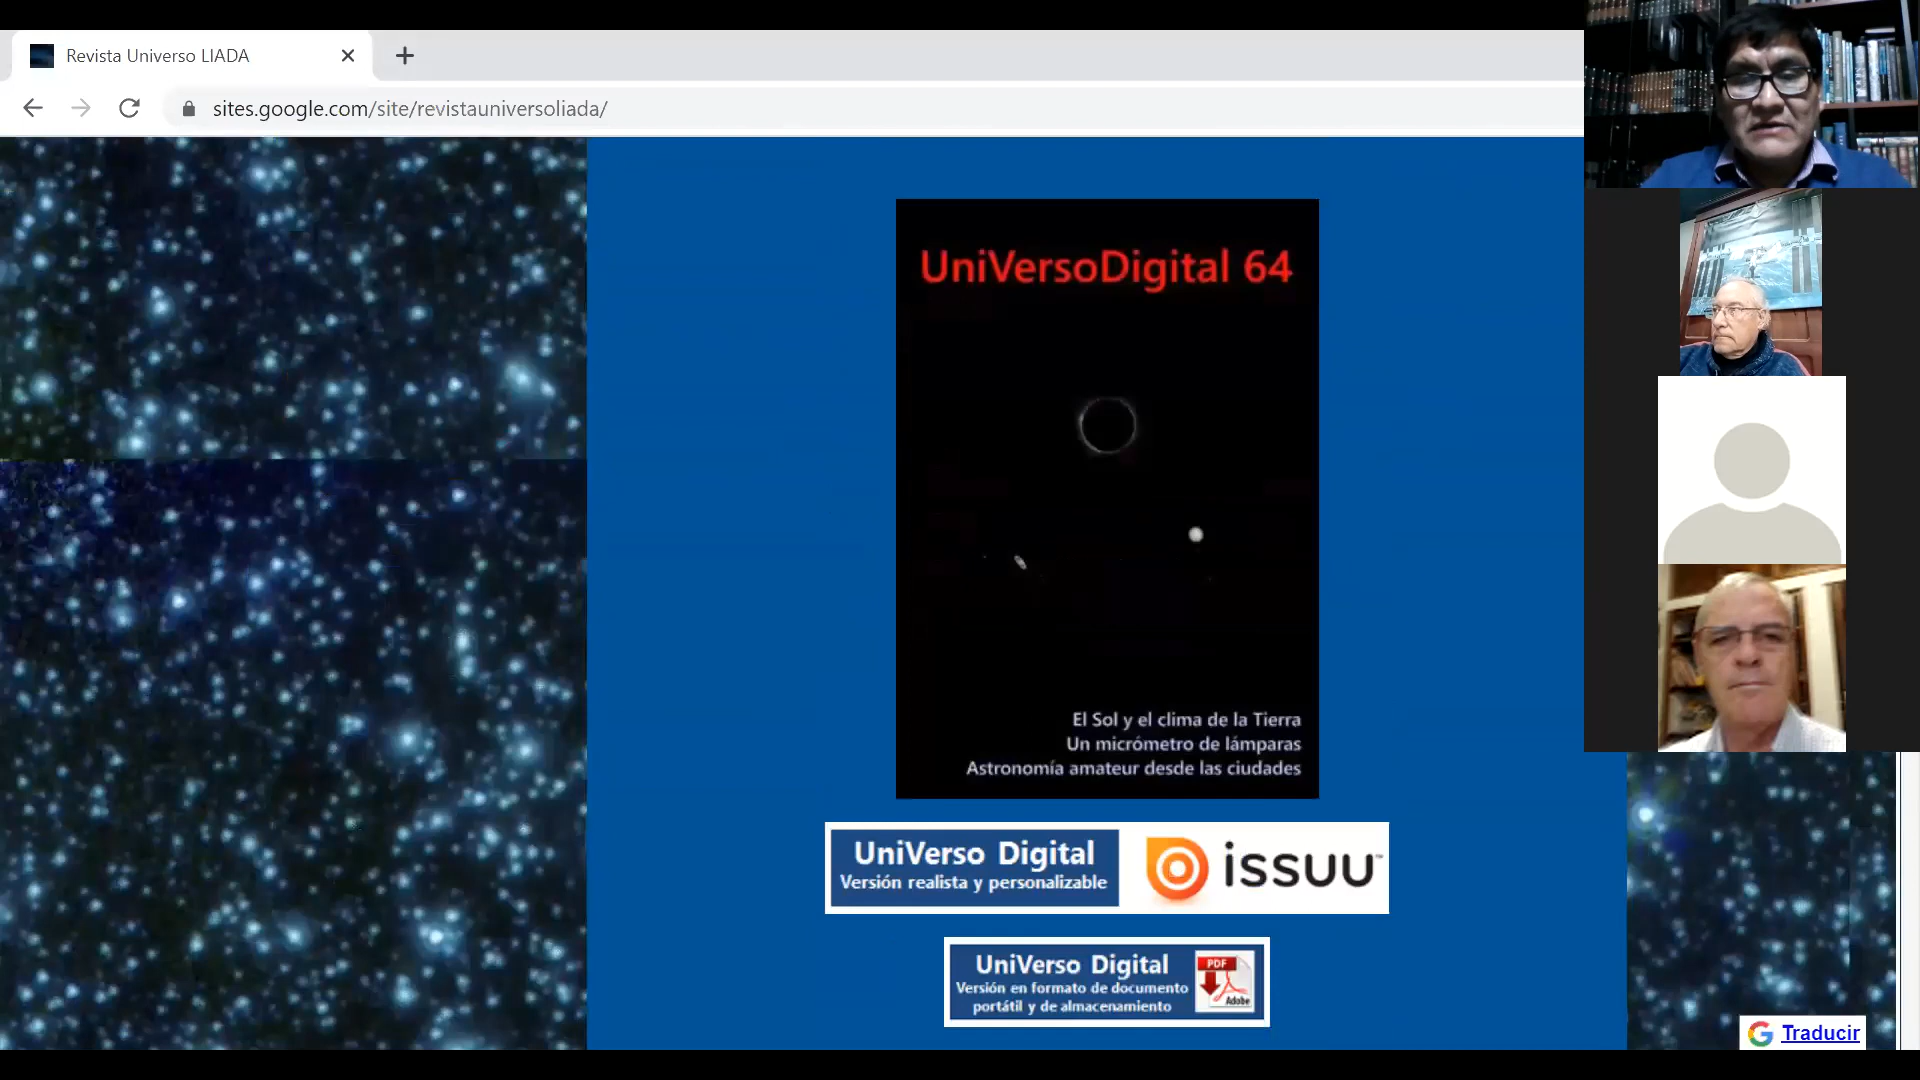 Revista Universo LIADA
sites.google.com/site/revistauniversoliada/
UniVersoDigital 64
El Sol y el clima de la Tierra
Un micrómetro de lámparas
Astronomía amateur desde las ciudades
UniVerso Digital
Versión realista y personalizable
issuu™
UniVerso Digital
Versión en formato de documento
portátil y de almacenamiento
PDF
Adobe
Traducir